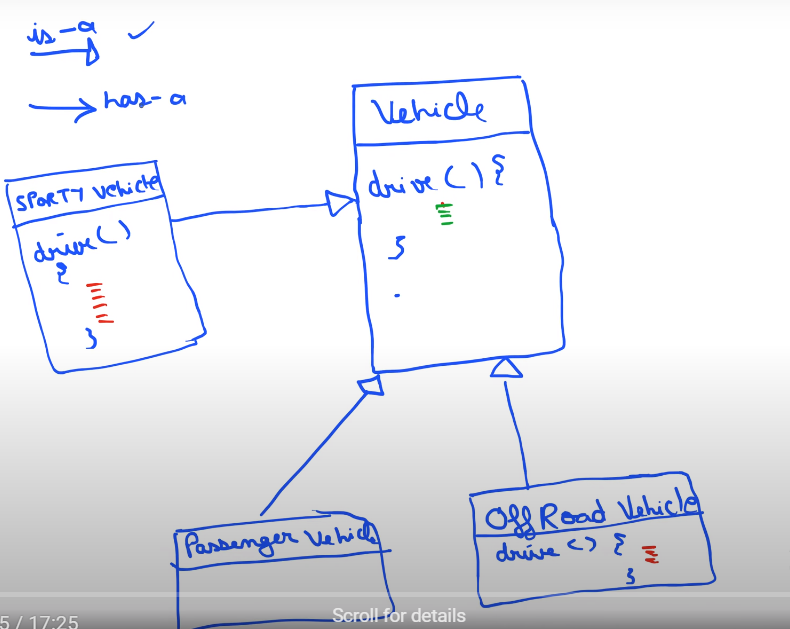 is-a
has-a
Vehicle
drive () {
}
SPORTY Vehicle
drive ()
{
}
Passenger Vehicle
Off Road Vehicle
drive () {
}
5 / 17:25
Scroll for details